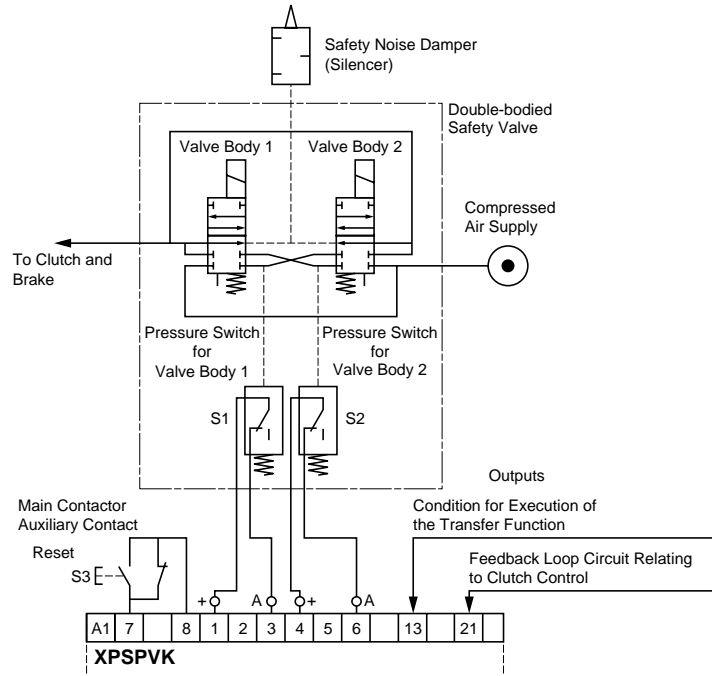 Safety Noise Damper
(Silencer)
Double-bodied
Safety Valve
Valve Body 1
Valve Body 2
Compressed
Air Supply
To Clutch and
Brake
Pressure Switch
for
Valve Body 1
Pressure Switch
for
Valve Body 2
S1
S2
Outputs
Main Contactor
Auxiliary Contact
Condition for Execution of
the Transfer Function
Reset
S3
Feedback Loop Circuit Relating
to Clutch Control
+ A + A
A1 7 8 1 2 3 4 5 6 13 21
XPSPVK